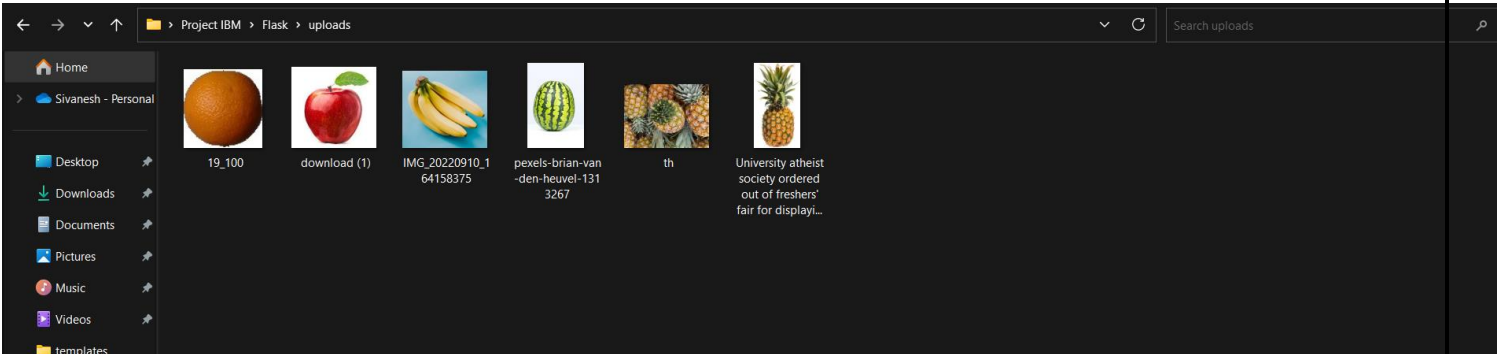 Project IBM > Flask > uploads
Search uploads
Home
Sivanesh - Personal
Desktop
Downloads
Documents
Pictures
Music
Videos
templates
19_100
download (1)
IMG_20220910_1
64158375
pexels-brian-van
-den-heuvel-131
3267
th
University atheist
society ordered
out of freshers'
fair for displayi...